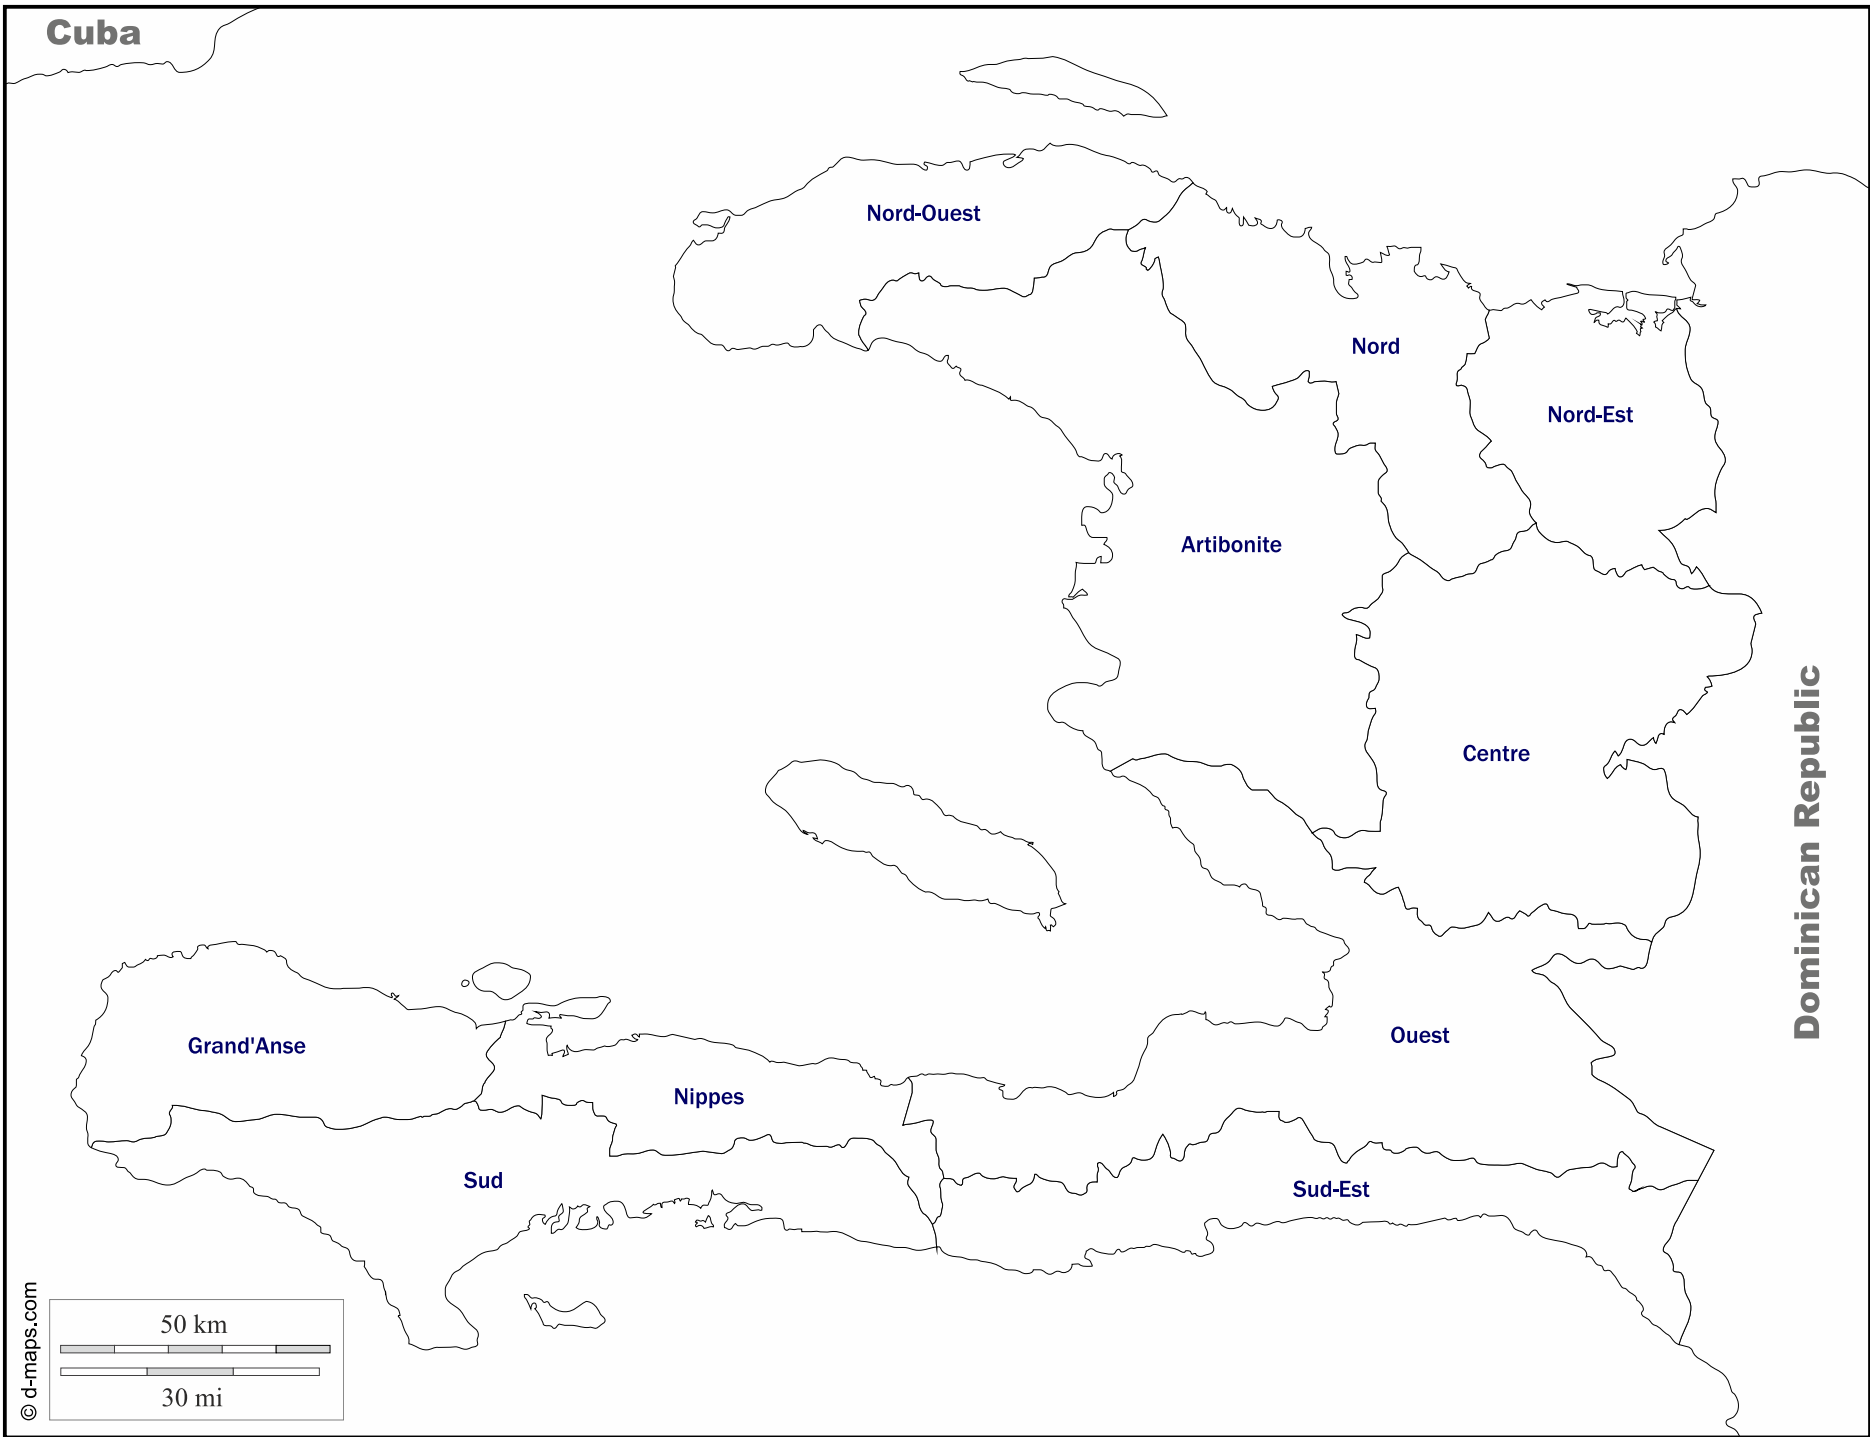 Cuba
Nord-Ouest
Nord
Nord-Est
Artibonite
Centre
Dominican Republic
Ouest
Grand'Anse
Nippes
Sud
Sud-Est
50 km
30 mi
© d-maps.com